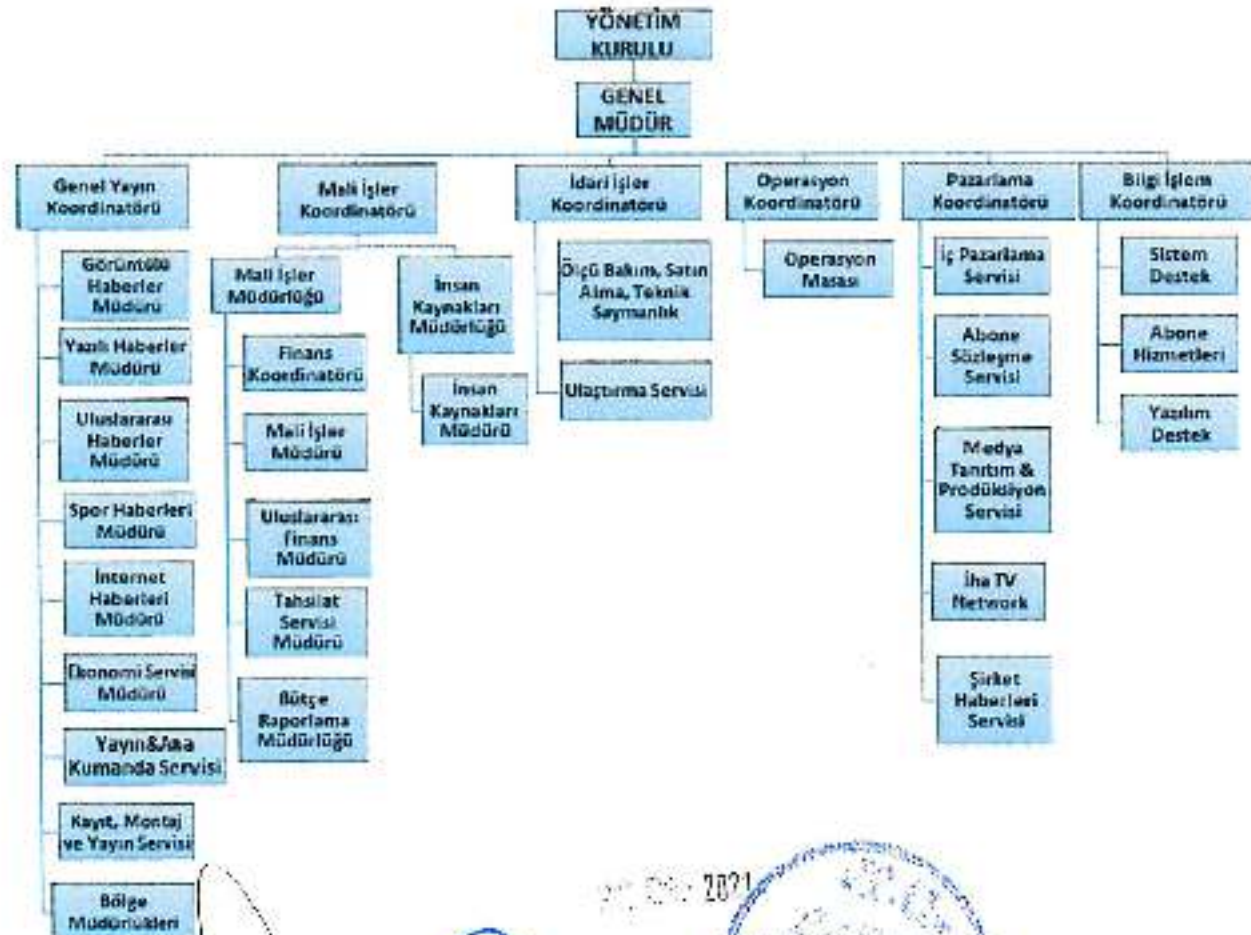 YÖNETİM
KURULU
GENEL
MÜDÜR
Genel Yayın
Koordinatörü
Görüntülü
Haberler
Müdürü
Yazılı Haberler
Müdürü
Uluslararası
Haberler
Müdürü
Spor Haberleri
Müdürü
İnternet
Haberleri
Müdürü
Ekonomi Servisi
Müdürü
Yayın&Ana
Kumanda Servisi
Kayıt, Montaj
ve Yayın Servisi
Bölge
Müdürlükleri
Mali İşler
Koordinatörü
Mali İşler
Müdürlüğü
Finans
Koordinatörü
Mali İşler
Müdürü
Uluslararası
Finans
Müdürü
Tahsilat
Servisi
Müdürü
Bütçe
Raporlama
Müdürlüğü
İnsan
Kaynakları
Müdürlüğü
İnsan
Kaynakları
Müdürü
İdari İşler
Koordinatörü
Ölçü Bakım, Satın
Alma, Teknik
Saymanlık
Ulaştırma Servisi
Operasyon
Koordinatörü
Operasyon
Masası
Pazarlama
Koordinatörü
İç Pazarlama
Servisi
Abone
Sözleşme
Servisi
Medya
Tanıtım &
Prodüksiyon
Servisi
İha TV
Network
Şirket
Haberleri
Servisi
Bilgi İşlem
Koordinatörü
Sistem
Destek
Abone
Hizmetleri
Yazılım
Destek
2021